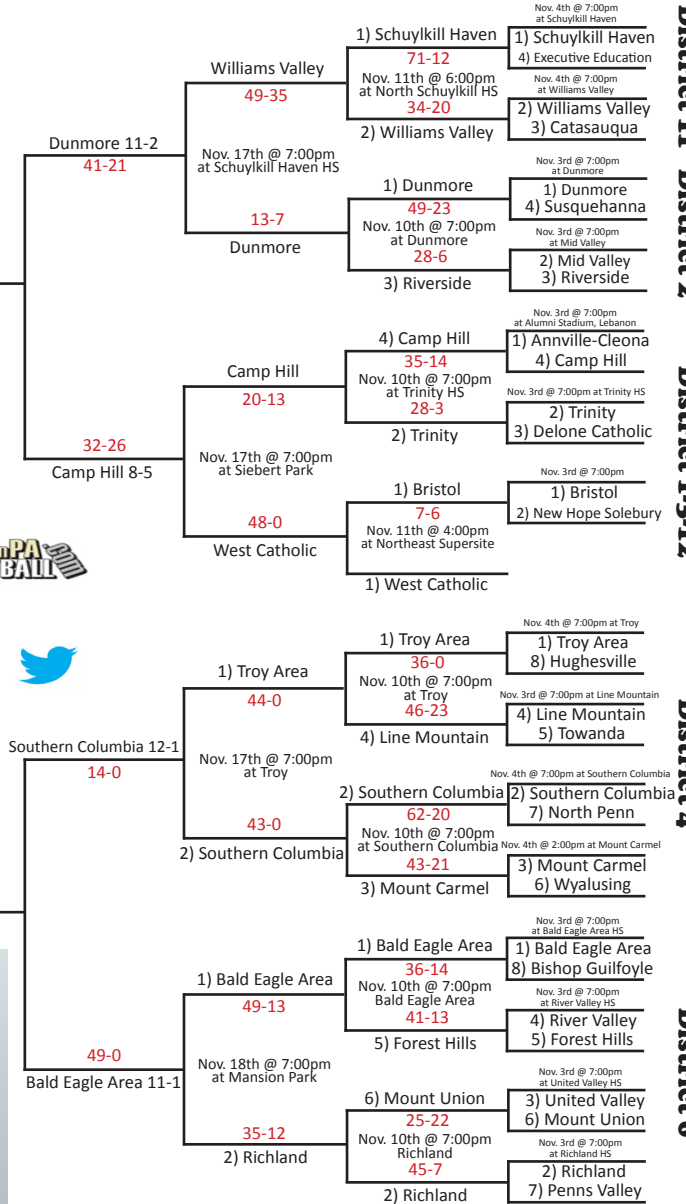 Nov. 4th @ 7:00pm
at Schuylkill Haven
1) Schuylkill Haven
1) Schuylkill Haven
71-12
4) Executive Education
Williams Valley
49-35
Nov. 11th @ 6:00pm
at North Schuylkill HS
Nov. 4th @ 7:00pm
at Williams Valley
34-20
2) Williams Valley
2) Williams Valley
3) Catasauqua
District 11
Dunmore 11-2
41-21
Nov. 17th @ 7:00pm
at Schuylkill Haven HS
Nov. 3rd @ 7:00pm
at Dunmore
1) Dunmore
1) Dunmore
49-23
4) Susquehanna
13-7
Dunmore
Nov. 10th @ 7:00pm
at Dunmore
Nov. 3rd @ 7:00pm
at Mid Valley
28-6
2) Mid Valley
3) Riverside
3) Riverside
District 2
Nov. 3rd @ 7:00pm
at Alumni Stadium, Lebanon
4) Camp Hill
1) Annville-Cleona
35-14
4) Camp Hill
Camp Hill
20-13
Nov. 10th @ 7:00pm
at Trinity HS
Nov. 3rd @ 7:00pm at Trinity HS
28-3
2) Trinity
2) Trinity
3) Delone Catholic
32-26
Camp Hill 8-5
Nov. 17th @ 7:00pm
at Siebert Park
Nov. 3rd @ 7:00pm
1) Bristol
1) Bristol
7-6
2) New Hope Solebury
48-0
West Catholic
Nov. 11th @ 4:00pm
at Northeast Supersite
1) West Catholic
District 1-3-12
nPA
BALL
.com
Nov. 4th @ 7:00pm at Troy
1) Troy Area
1) Troy Area
36-0
8) Hughesville
1) Troy Area
44-0
Nov. 10th @ 7:00pm
at Troy
Nov. 3rd @ 7:00pm at Line Mountain
46-23
4) Line Mountain
4) Line Mountain
5) Towanda
Southern Columbia 12-1
14-0
Nov. 17th @ 7:00pm
at Troy
Nov. 4th @ 7:00pm at Southern Columbia
2) Southern Columbia
2) Southern Columbia
62-20
7) North Penn
43-0
2) Southern Columbia
Nov. 10th @ 7:00pm
at Southern Columbia
Nov. 4th @ 2:00pm at Mount Carmel
43-21
3) Mount Carmel
3) Mount Carmel
6) Wyalusing
District 4
Nov. 3rd @ 7:00pm
at Bald Eagle Area HS
1) Bald Eagle Area
1) Bald Eagle Area
36-14
8) Bishop Guilfoyle
1) Bald Eagle Area
49-13
Nov. 10th @ 7:00pm
Bald Eagle Area
Nov. 3rd @ 7:00pm
at River Valley HS
41-13
4) River Valley
5) Forest Hills
5) Forest Hills
49-0
Bald Eagle Area 11-1
Nov. 18th @ 7:00pm
at Mansion Park
Nov. 3rd @ 7:00pm
at United Valley HS
6) Mount Union
3) United Valley
25-22
6) Mount Union
35-12
2) Richland
Nov. 10th @ 7:00pm
Richland
Nov. 3rd @ 7:00pm
at Richland HS
45-7
2) Richland
2) Richland
7) Penns Valley
District 6